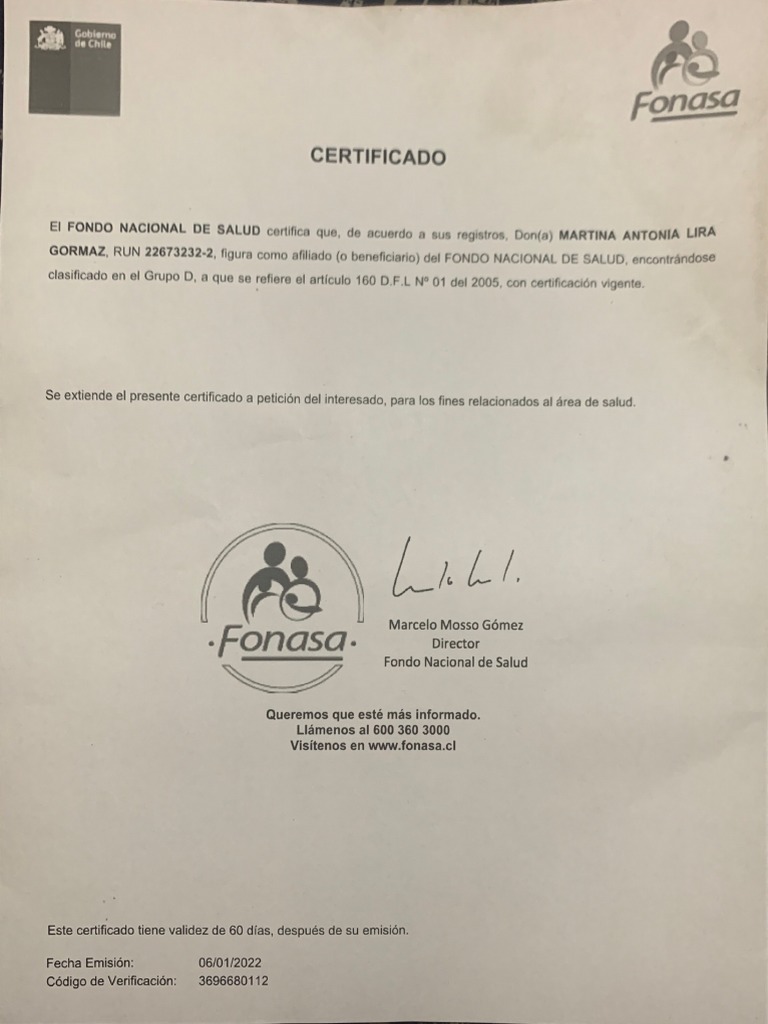 Gobierno
de Chile
Fonasa
CERTIFICADO
El FONDO NACIONAL DE SALUD certifica que, de acuerdo a sus registros, Don(a) MARTINA ANTONIA LIRA
GORMAZ, RUN 22673232-2, figura como afiliado (o beneficiario) del FONDO NACIONAL DE SALUD, encontrándose
clasificado en el Grupo D, a que se refiere el artículo 160 D.F.L Nº 01 del 2005, con certificación vigente.
Se extiende el presente certificado a petición del interesado, para los fines relacionados al área de salud.
·Fonasa·
Marcelo Mosso Gómez
Director
Fondo Nacional de Salud
Queremos que esté más informado.
Llámenos al 600 360 3000
Visítenos en www.fonasa.cl
Este certificado tiene validez de 60 días, después de su emisión.
Fecha Emisión: 06/01/2022
Código de Verificación: 3696680112